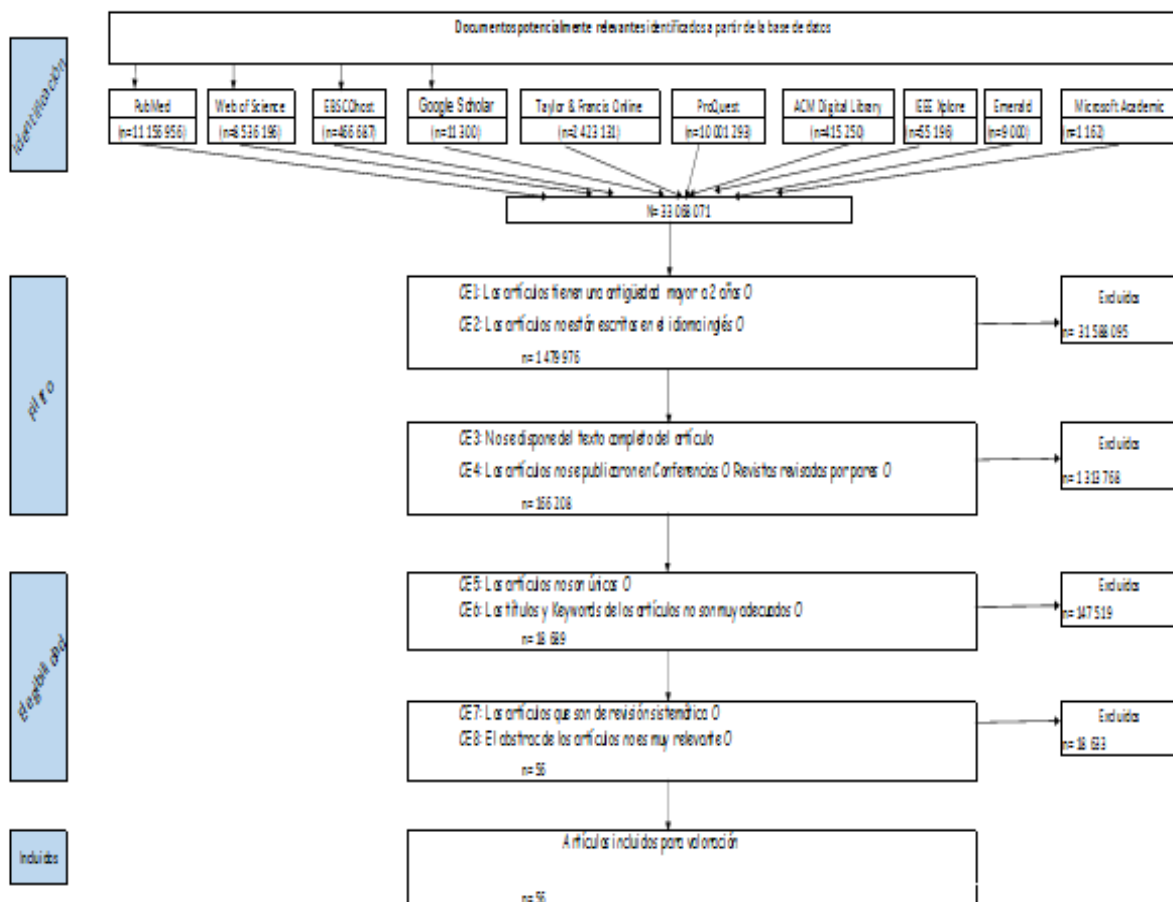 Documentos potencialmente relevantes identificados a partir de la base de datos
Identificación
PubMed
(n=11 156 956)
Web of Science
(n=8 536 196)
EBSCOhost
(n=466 687)
Google Scholar
(n=11 300)
Taylor & Francis Online
(n=2 423 131)
ProQuest
(n=10 001 293)
ACM Digital Library
(n=415 250)
IEEE Xplore
(n=55 196)
Emerald
(n=9 000)
Microsoft Academic
(n=1 162)
N= 33 068 071
CE1: Los artículos tienen una antigüedad mayor a 2 años O
CE2: Los artículos no están escritos en el idioma inglés O
n= 1 479 976
Excluidos
n= 31 588 095
CE3: No se dispone del texto completo del artículo
CE4: Los artículos no se publicaron en Conferencias O Revistas revisadas por pares O
n= 166 208
Excluidos
n= 1 313 768
CE5: Los artículos no son únicos O
CE6: Los títulos y Keywords de los artículos no son muy adecuados O
n= 18 689
Excluidos
n= 147 519
Elegibilidad
CE7: Los artículos que son de revisión sistemática O
CE8: El abstrac de los artículos no es muy relevante O
n= 56
Excluidos
n= 18 633
Incluidos
Artículos incluidos para valoración
n= 56